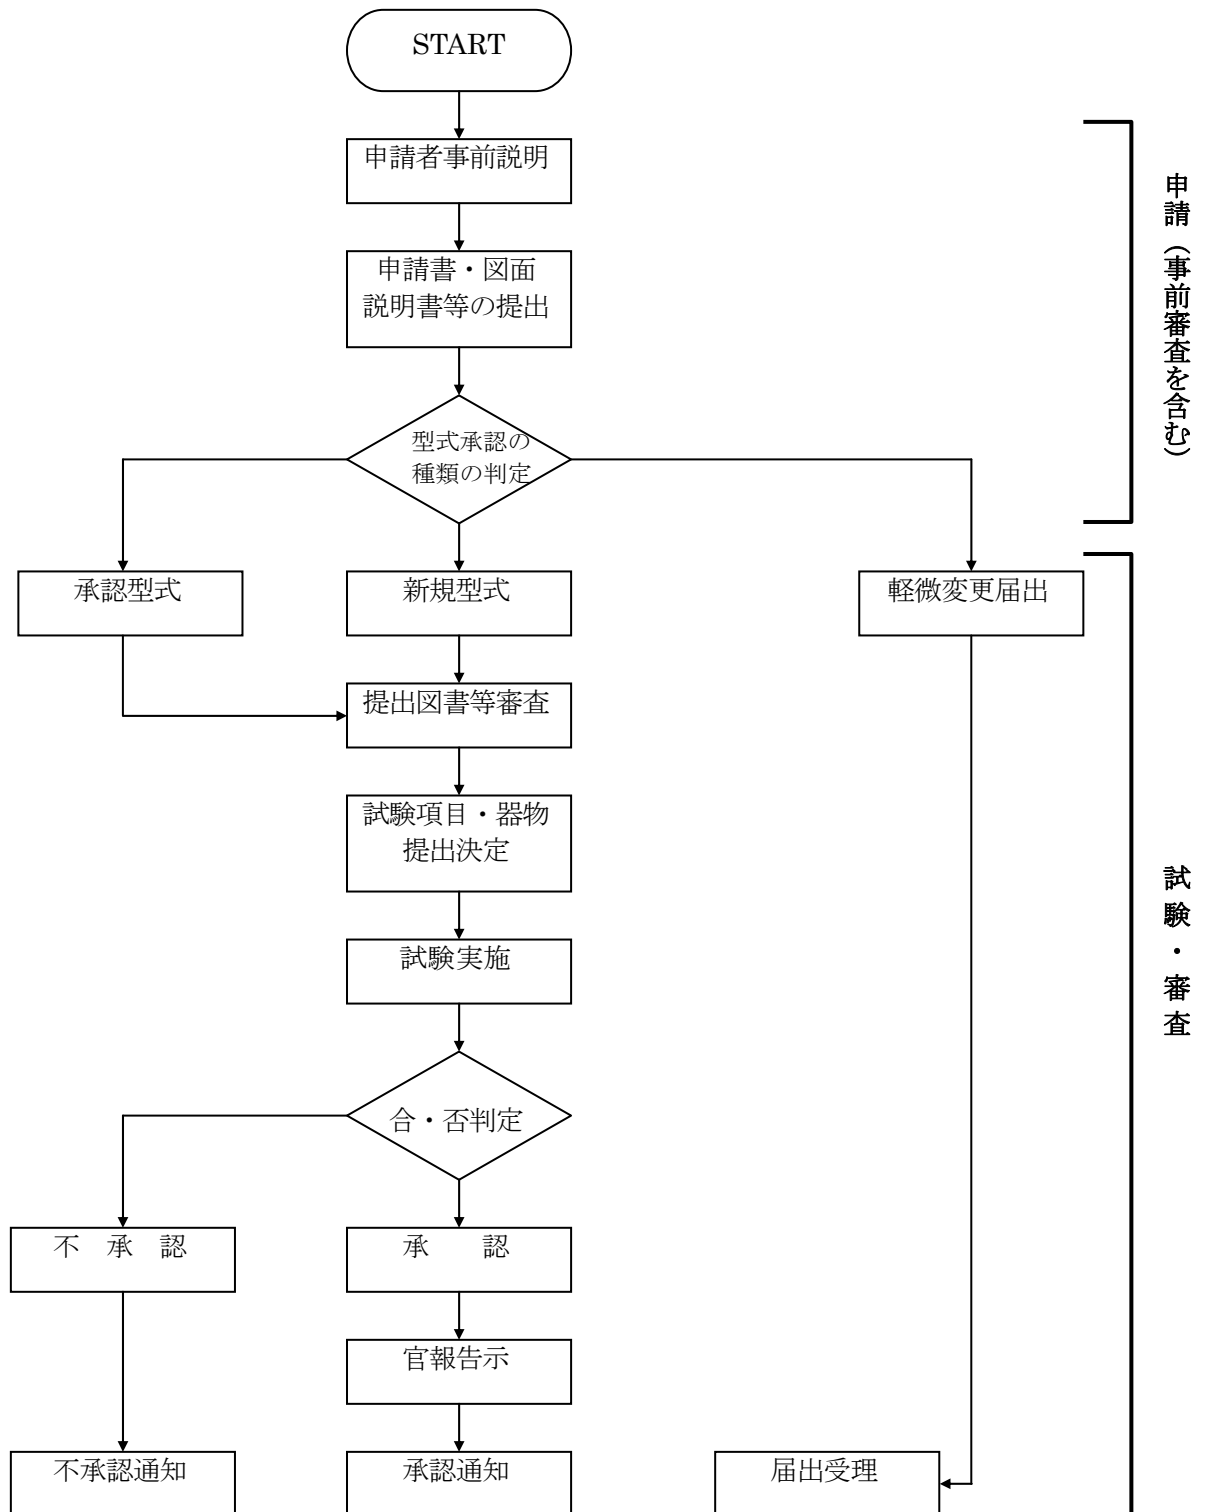 START
申請者事前説明
申請書・図面
説明書等の提出
型式承認の
種類の判定
承認型式
新規型式
軽微変更届出
提出図書等審査
試験項目・器物
提出決定
試験実施
合・否判定
不 承 認
承 認
官報告示
不承認通知
承認通知
届出受理
申請(事前審査を含む)
試験・審査